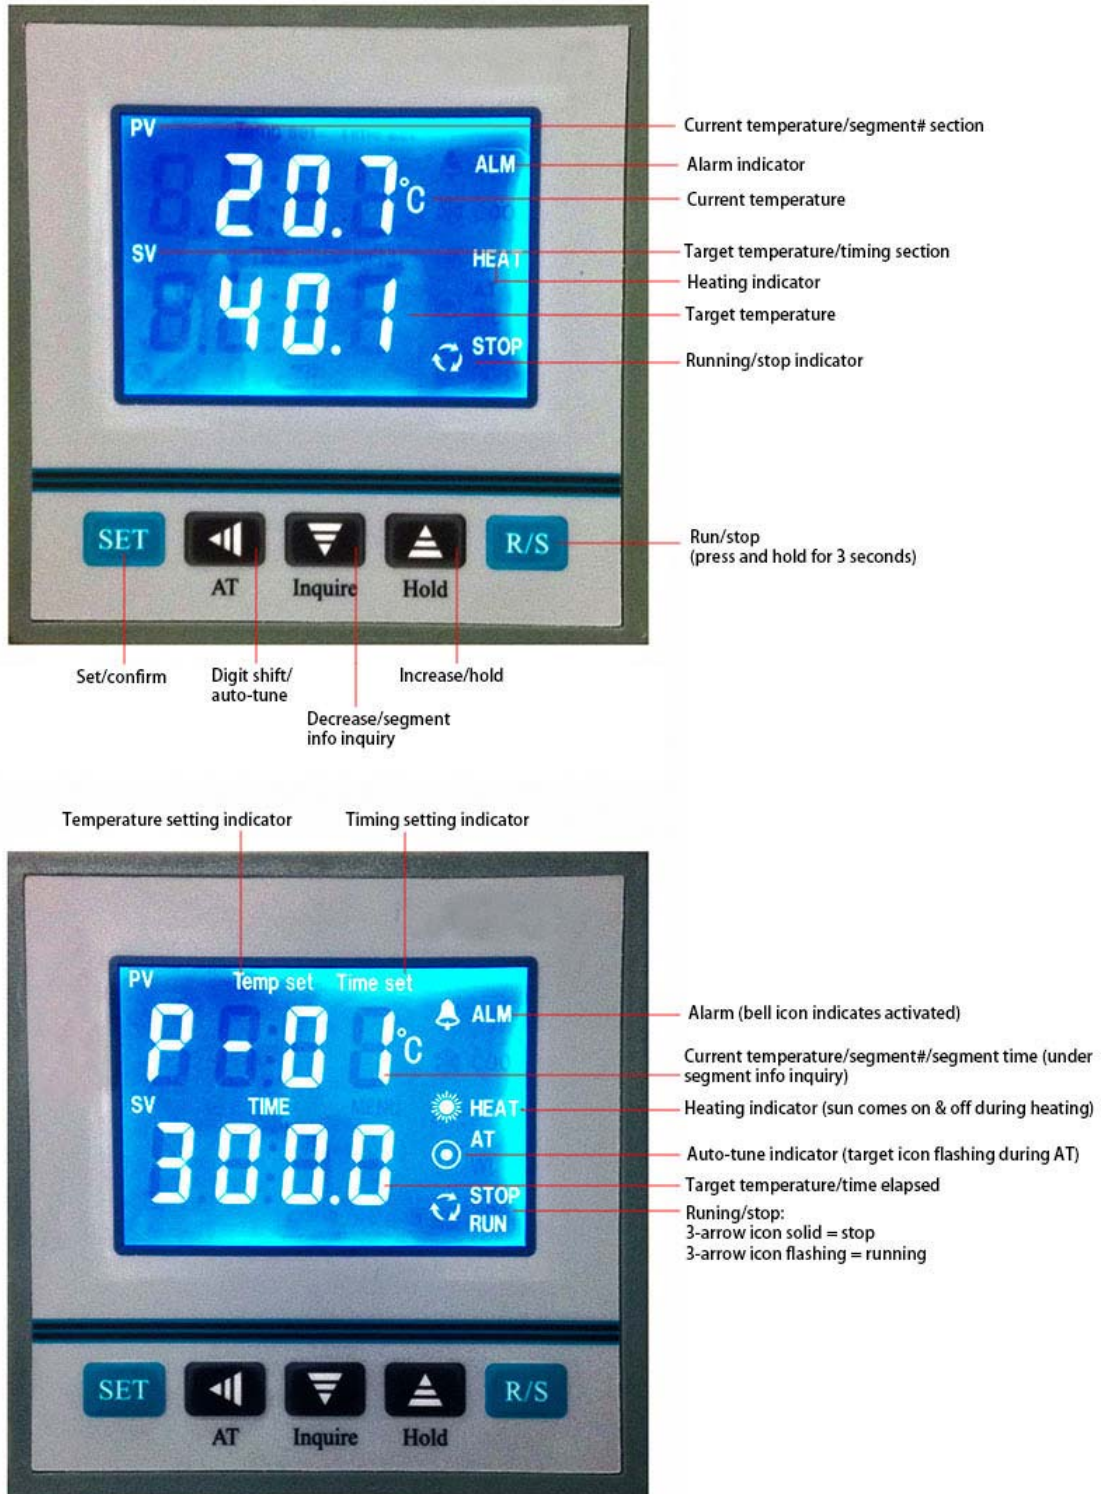 PV
Current temperature/segment# section
ALM
Alarm indicator
20.7°C
Current temperature
SV
Target temperature/timing section
HEAT
Heating indicator
40.1
Target temperature
STOP
Running/stop indicator
SET
R/S
Run/stop
(press and hold for 3 seconds)
AT
Inquire
Hold
Set/confirm
Digit shift/
auto-tune
Increase/hold
Decrease/segment
info inquiry
Temperature setting indicator
Timing setting indicator
PV
Temp set
Time set
ALM
Alarm (bell icon indicates activated)
P-01°C
Current temperature/segment#/segment time (under
segment info inquiry)
SV
TIME
HEAT
Heating indicator (sun comes on & off during heating)
AT
Auto-tune indicator (target icon flashing during AT)
300.0
Target temperature/time elapsed
STOP
RUN
Runing/stop:
3-arrow icon solid = stop
3-arrow icon flashing = running
SET
R/S
AT
Inquire
Hold